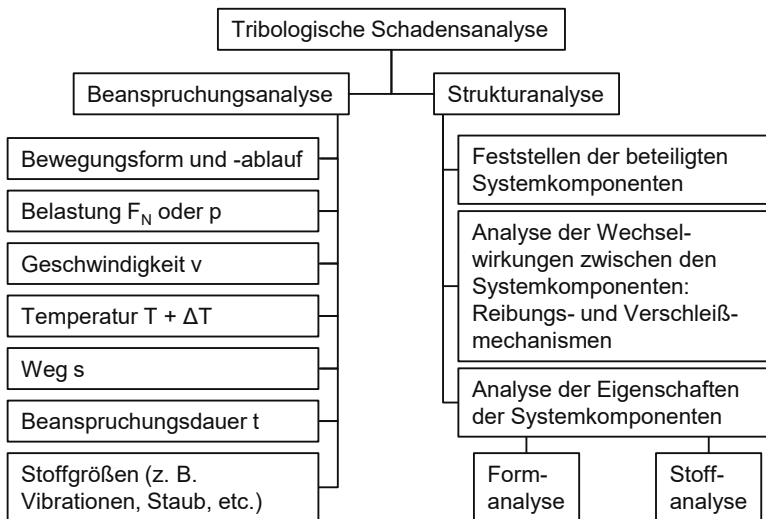 Tribologische Schadensanalyse
Beanspruchungsanalyse
Bewegungsform und -ablauf
Belastung F_N oder p
Geschwindigkeit v
Temperatur T + ΔT
Weg s
Beanspruchungsdauer t
Stoffgrößen (z. B.
Vibrationen, Staub, etc.)
Strukturanalyse
Feststellen der beteiligten
Systemkomponenten
Analyse der Wechsel-
wirkungen zwischen den
Systemkomponenten:
Reibungs- und Verschleiß-
mechanismen
Analyse der Eigenschaften
der Systemkomponenten
Form-
analyse
Stoff-
analyse